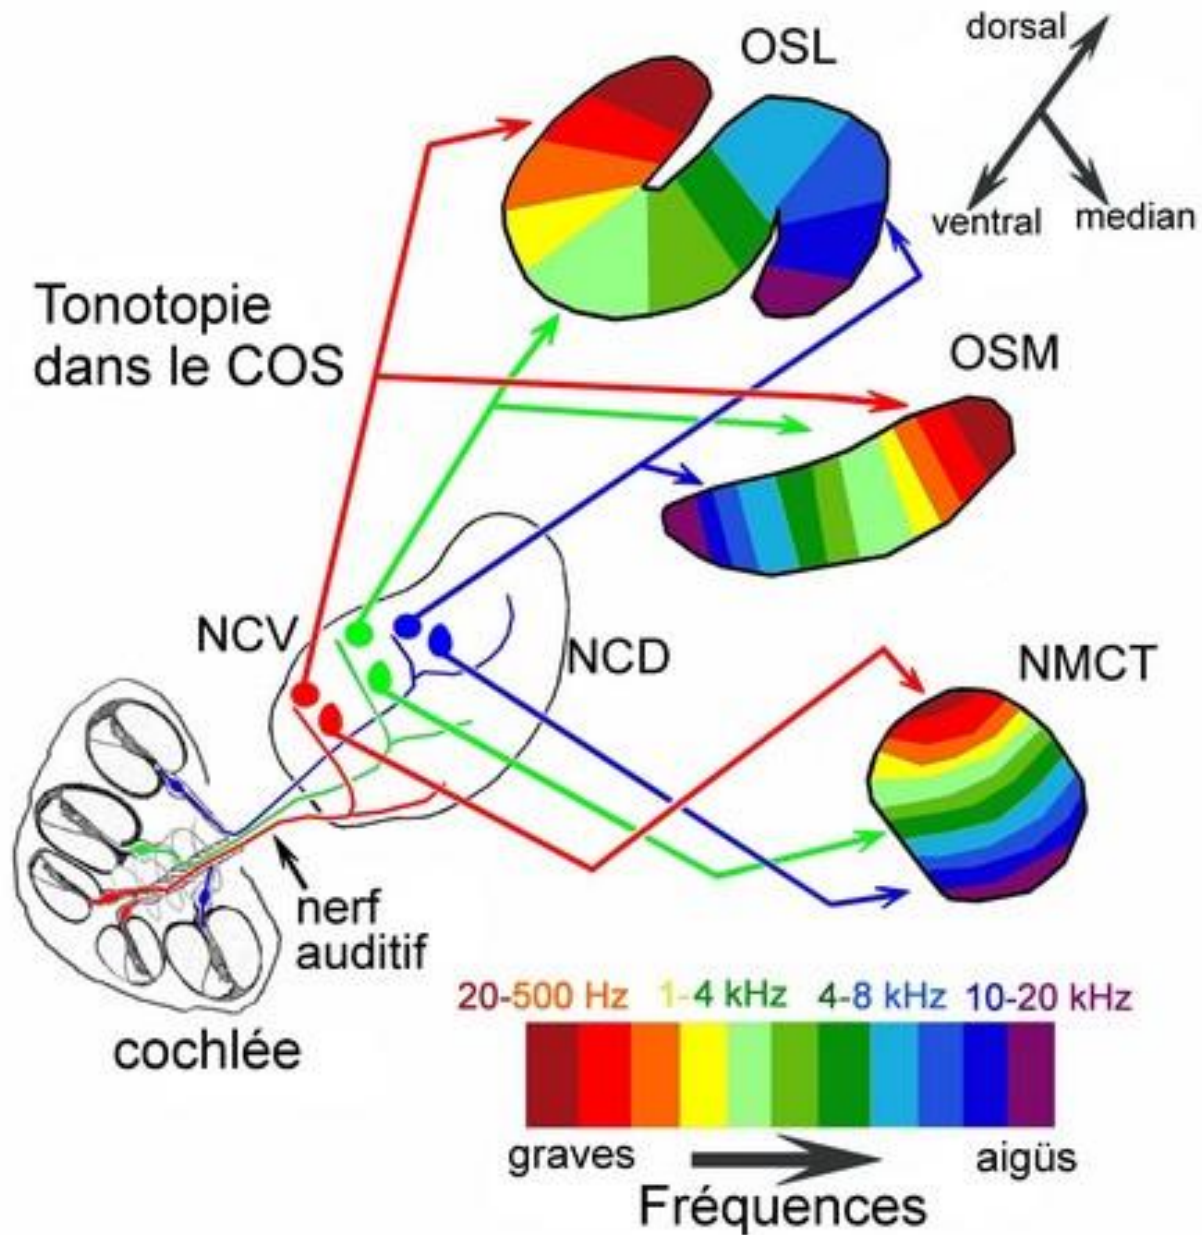 dorsal
OSL
ventral median
Tonotopie
dans le COS
OSM
NCV
NCD
NMCT
nerf
auditif
cochlée
20-500 Hz 1-4 kHz 4-8 kHz 10-20 kHz
graves aigüs
Fréquences